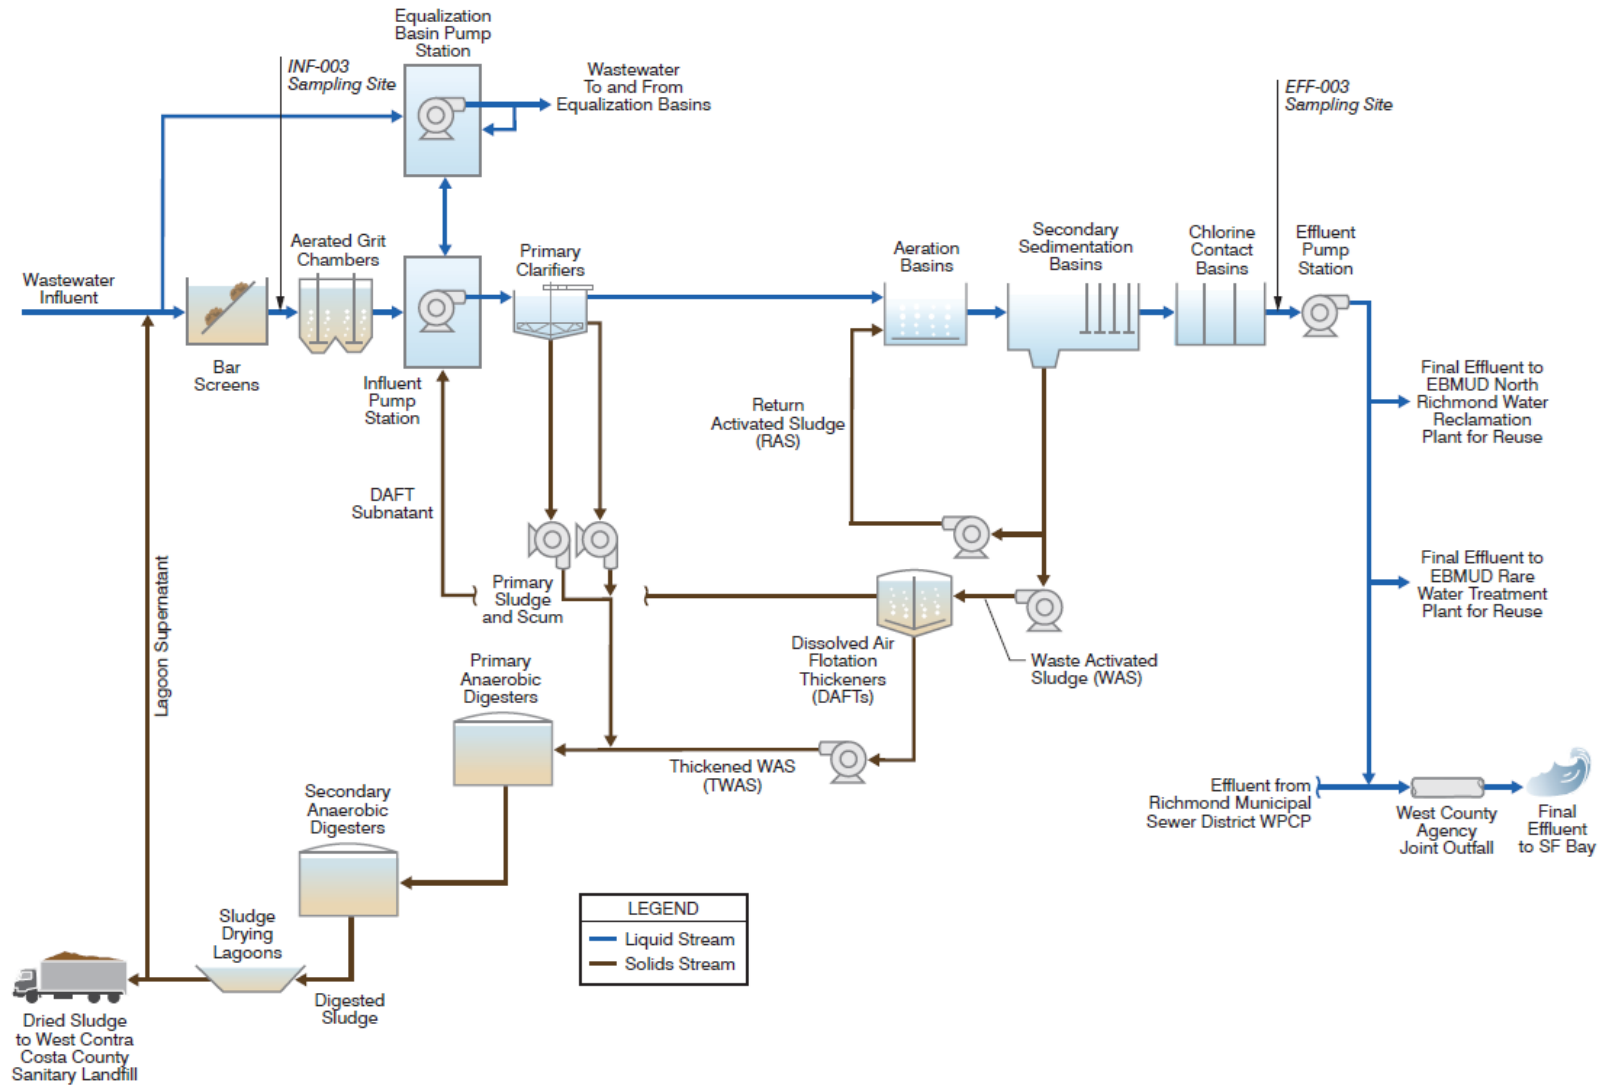 Equalization
Basin Pump
Station
INF-003
Sampling Site
Wastewater
To and From
Equalization Basins
EFF-003
Sampling Site
Wastewater
Influent
Bar
Screens
Aerated Grit
Chambers
Influent
Pump
Station
Primary
Clarifiers
Aeration
Basins
Secondary
Sedimentation
Basins
Chlorine
Contact
Basins
Effluent
Pump
Station
Final Effluent to
EBMUD North
Richmond Water
Reclamation
Plant for Reuse
Return
Activated Sludge
(RAS)
DAFT
Subnatant
Lagoon Supernatant
Primary
Sludge
and Scum
Final Effluent to
EBMUD Rare
Water Treatment
Plant for Reuse
Dissolved Air
Flotation
Thickeners
(DAFTs)
Waste Activated
Sludge (WAS)
Primary
Anaerobic
Digesters
Thickened WAS
(TWAS)
Secondary
Anaerobic
Digesters
Effluent from
Richmond Municipal
Sewer District WPCP
West County
Agency
Joint Outfall
Final
Effluent
to SF Bay
Sludge
Drying
Lagoons
Digested
Sludge
Dried Sludge
to West Contra
Costa County
Sanitary Landfill
LEGEND
Liquid Stream
Solids Stream